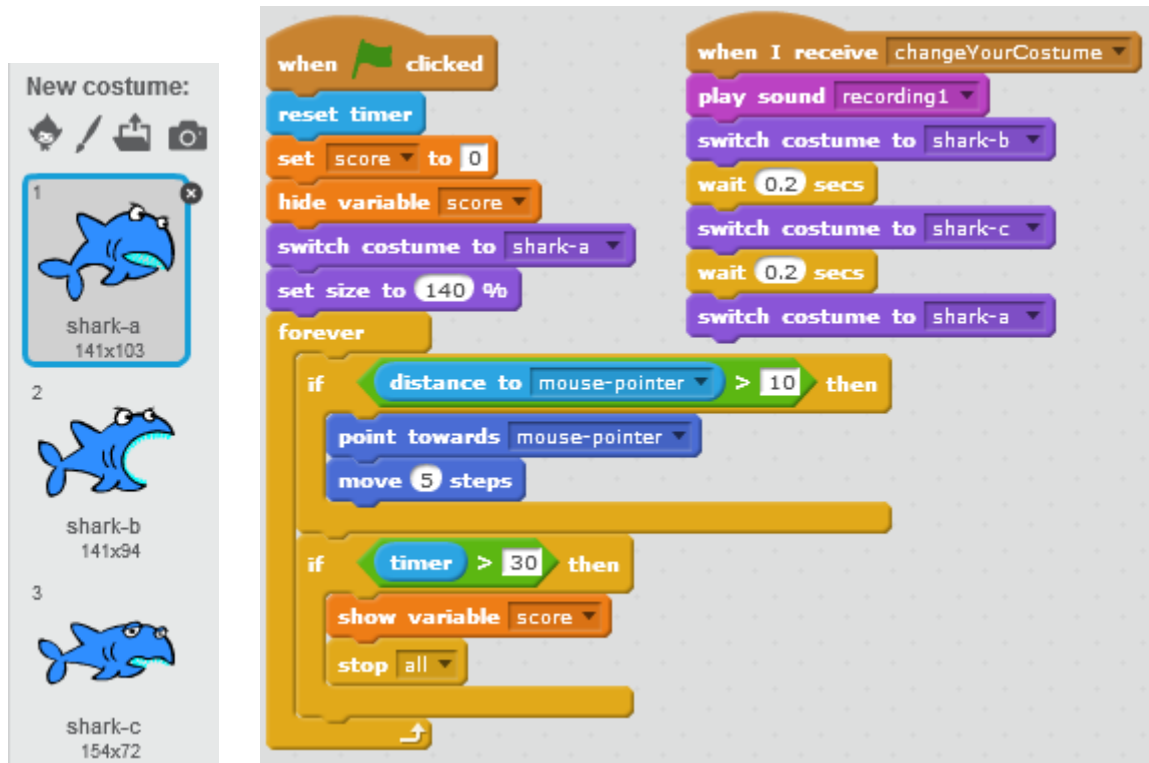 New costume:
1
shark-a
141x103
2
shark-b
141x94
3
shark-c
154x72
when clicked
reset timer
set score to 0
hide variable score
switch costume to shark-a
set size to 140 %
forever
if distance to mouse-pointer > 10 then
point towards mouse-pointer
move 5 steps
if timer > 30 then
show variable score
stop all
when I receive changeYourCostume
play sound recording1
switch costume to shark-b
wait 0.2 secs
switch costume to shark-c
wait 0.2 secs
switch costume to shark-a